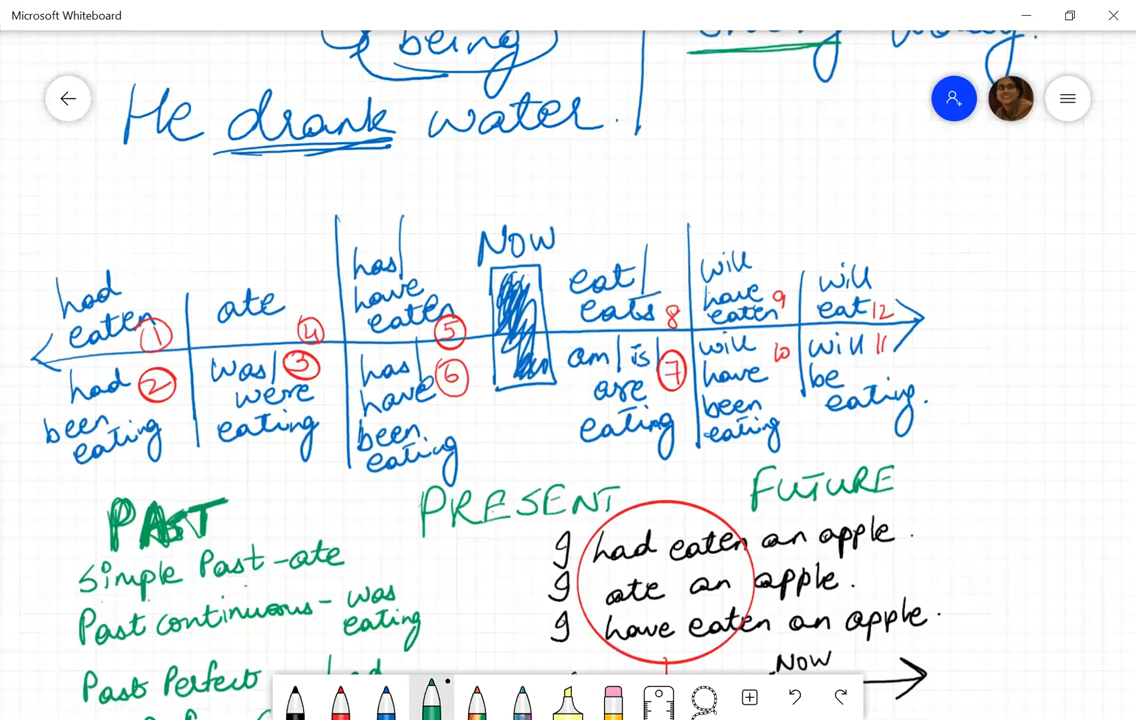 Microsoft Whiteboard
being
He drank water.
NOW
had eaten 1
ate 4
has/ have eaten 5
eat/ eats 8
will have eaten 9
will eat 12
had been eating 2
was/ were eating 3
has/ have been eating 6
am/ is/ are eating 7
will have been eating 10
will be eating. 11
PAST
PRESENT
FUTURE
Simple Past - ate
Past continuous - was eating
Past Perfect
I had eaten an apple.
I ate an apple.
I have eaten an apple.
NOW